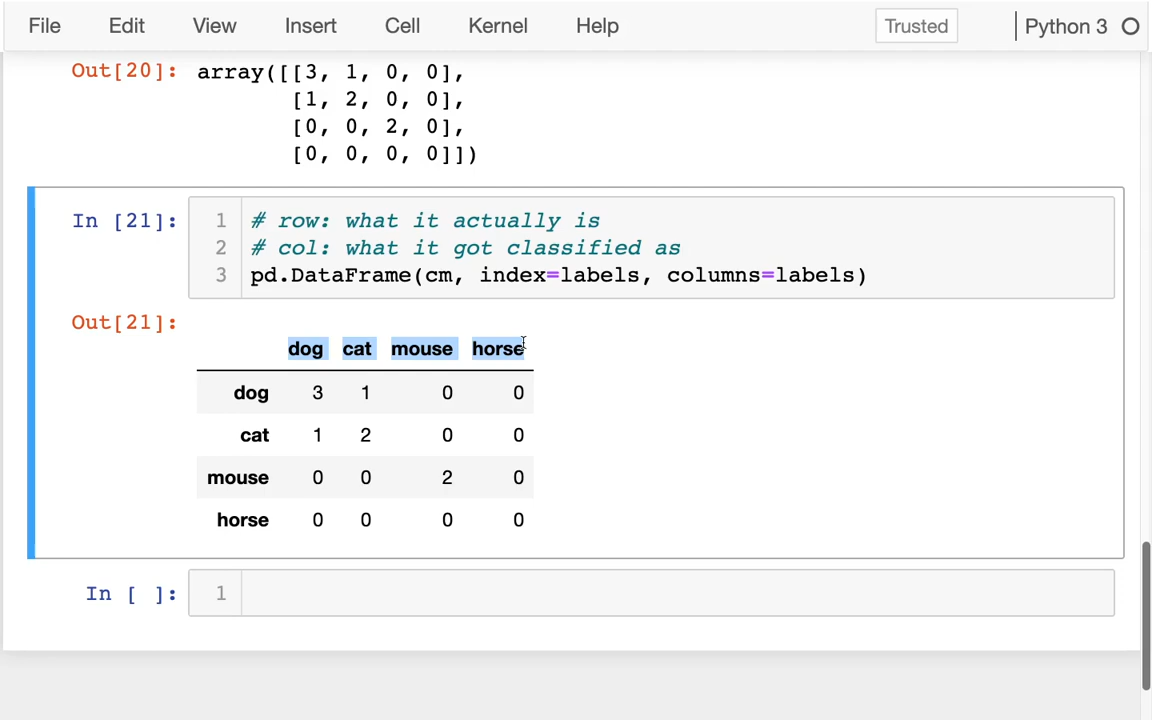 File Edit View Insert Cell Kernel Help Trusted Python 3
Out[20]: array([[3, 1, 0, 0],
[1, 2, 0, 0],
[0, 0, 2, 0],
[0, 0, 0, 0]])
In [21]: 1 # row: what it actually is
2 # col: what it got classified as
3 pd.DataFrame(cm, index=labels, columns=labels)
Out[21]:
dog cat mouse horse
dog 3 1 0 0
cat 1 2 0 0
mouse 0 0 2 0
horse 0 0 0 0
In [ ]: 1